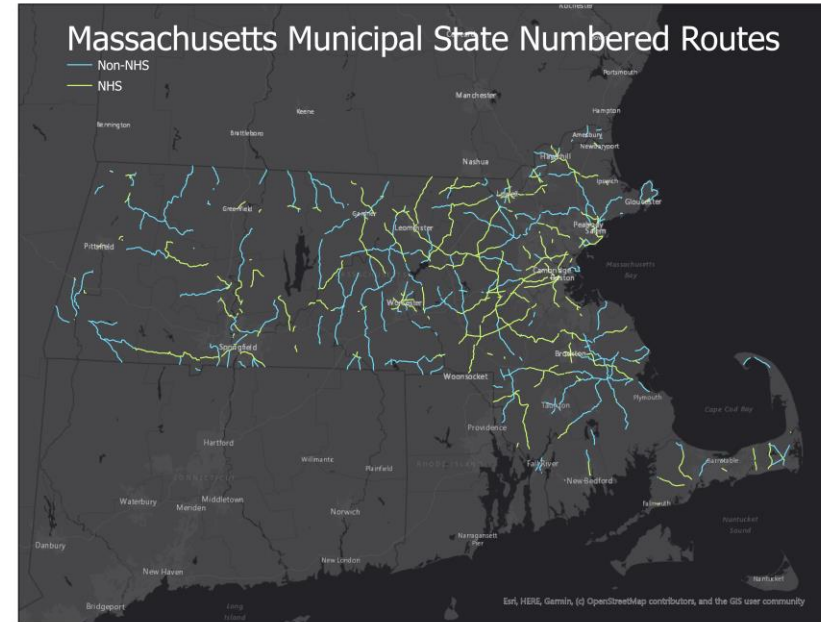 Massachusetts Municipal State Numbered Routes
Non-NHS
NHS
Rochester
Portsmouth
Manchester
Hampton
Keene
Bennington
Brattleboro
Amesbury
Newburyport
Nashua
Haverhill
Ipswich
Lowell
Gloucester
Greenfield
Gardner
Leominster
Peabody
Salem
Pittsfield
Cambridge
Boston
Massachusetts
Bay
Worcester
Springfield
Brockton
Woonsocket
Plymouth
Taunton
Cape Cod Bay
Providence
Hartford
Barnstable
Willimantic
Plainfield
Fall River
New Bedford
Waterbury
Middletown
Meriden
Norwich
Falmouth
Nantucket
Sound
Danbury
Narragansett
Pier
New London
New Haven
Nantucket
Bridgeport
Long
Island
Esri, HERE, Garmin, (c) OpenStreetMap contributors, and the GIS user community